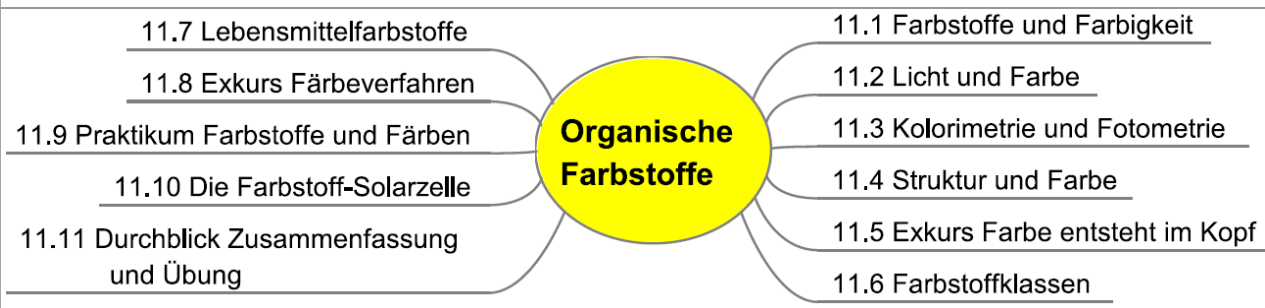 11.7 Lebensmittelfarbstoffe
11.8 Exkurs Färbeverfahren
11.9 Praktikum Farbstoffe und Färben
11.10 Die Farbstoff-Solarzelle
11.11 Durchblick Zusammenfassung
und Übung
Organische
Farbstoffe
11.1 Farbstoffe und Farbigkeit
11.2 Licht und Farbe
11.3 Kolorimetrie und Fotometrie
11.4 Struktur und Farbe
11.5 Exkurs Farbe entsteht im Kopf
11.6 Farbstoffklassen